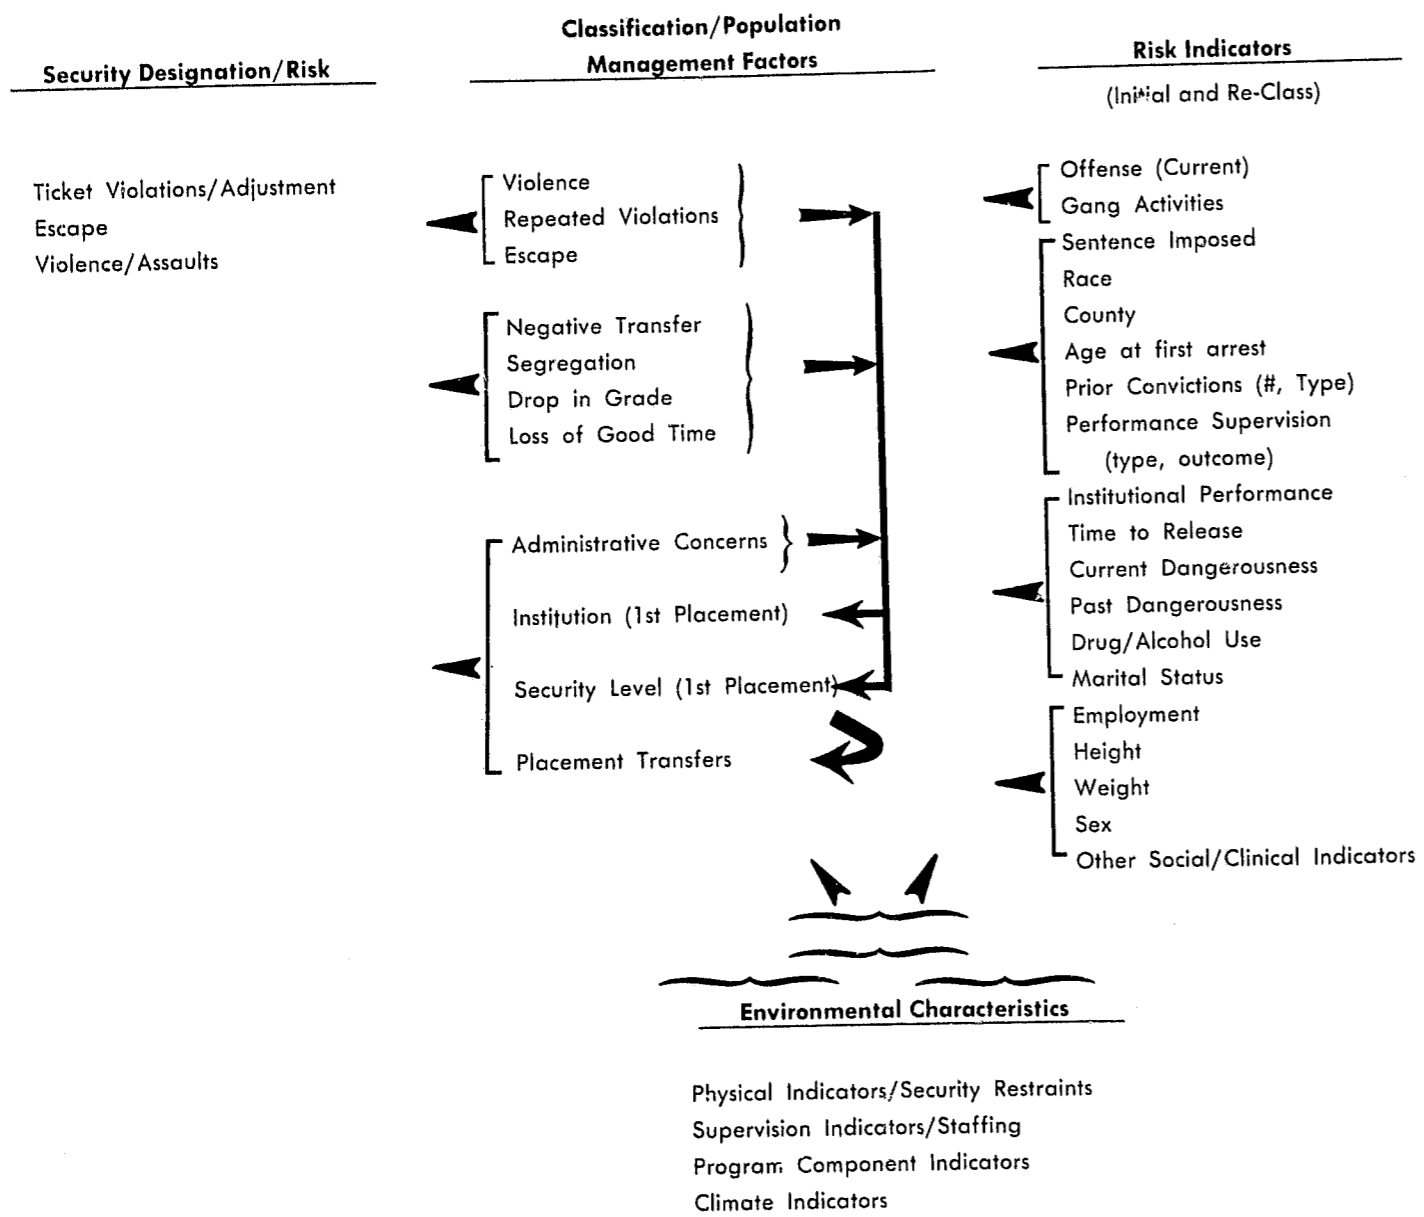 Security Designation/Risk
Ticket Violations/Adjustment
Escape
Violence/Assaults
Classification/Population
Management Factors
Violence
Repeated Violations
Escape
Negative Transfer
Segregation
Drop in Grade
Loss of Good Time
Administrative Concerns
Institution (1st Placement)
Security Level (1st Placement)
Placement Transfers
Risk Indicators
(Initial and Re-Class)
Offense (Current)
Gang Activities
Sentence Imposed
Race
County
Age at first arrest
Prior Convictions (#, Type)
Performance Supervision
(type, outcome)
Institutional Performance
Time to Release
Current Dangerousness
Past Dangerousness
Drug/Alcohol Use
Marital Status
Employment
Height
Weight
Sex
Other Social/Clinical Indicators
Environmental Characteristics
Physical Indicators/Security Restraints
Supervision Indicators/Staffing
Program Component Indicators
Climate Indicators